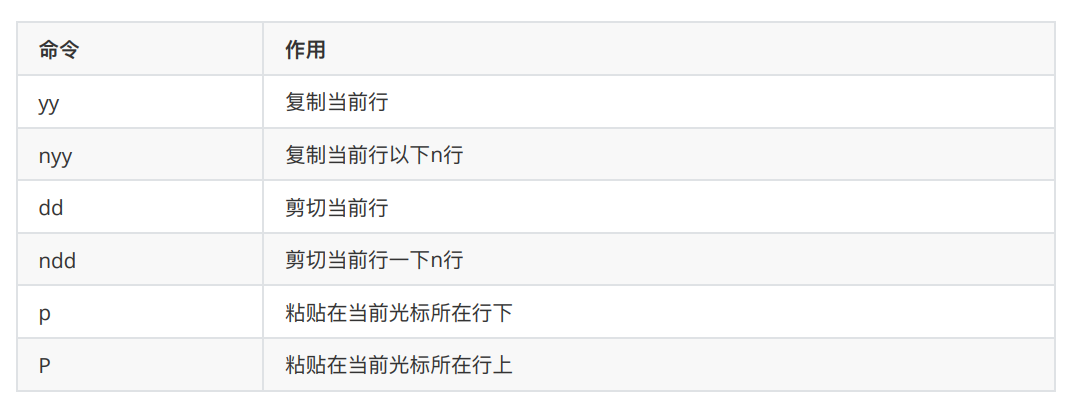 命令 作用
yy 复制当前行
nyy 复制当前行以下n行
dd 剪切当前行
ndd 剪切当前行一下n行
p 粘贴在当前光标所在行下
P 粘贴在当前光标所在行上